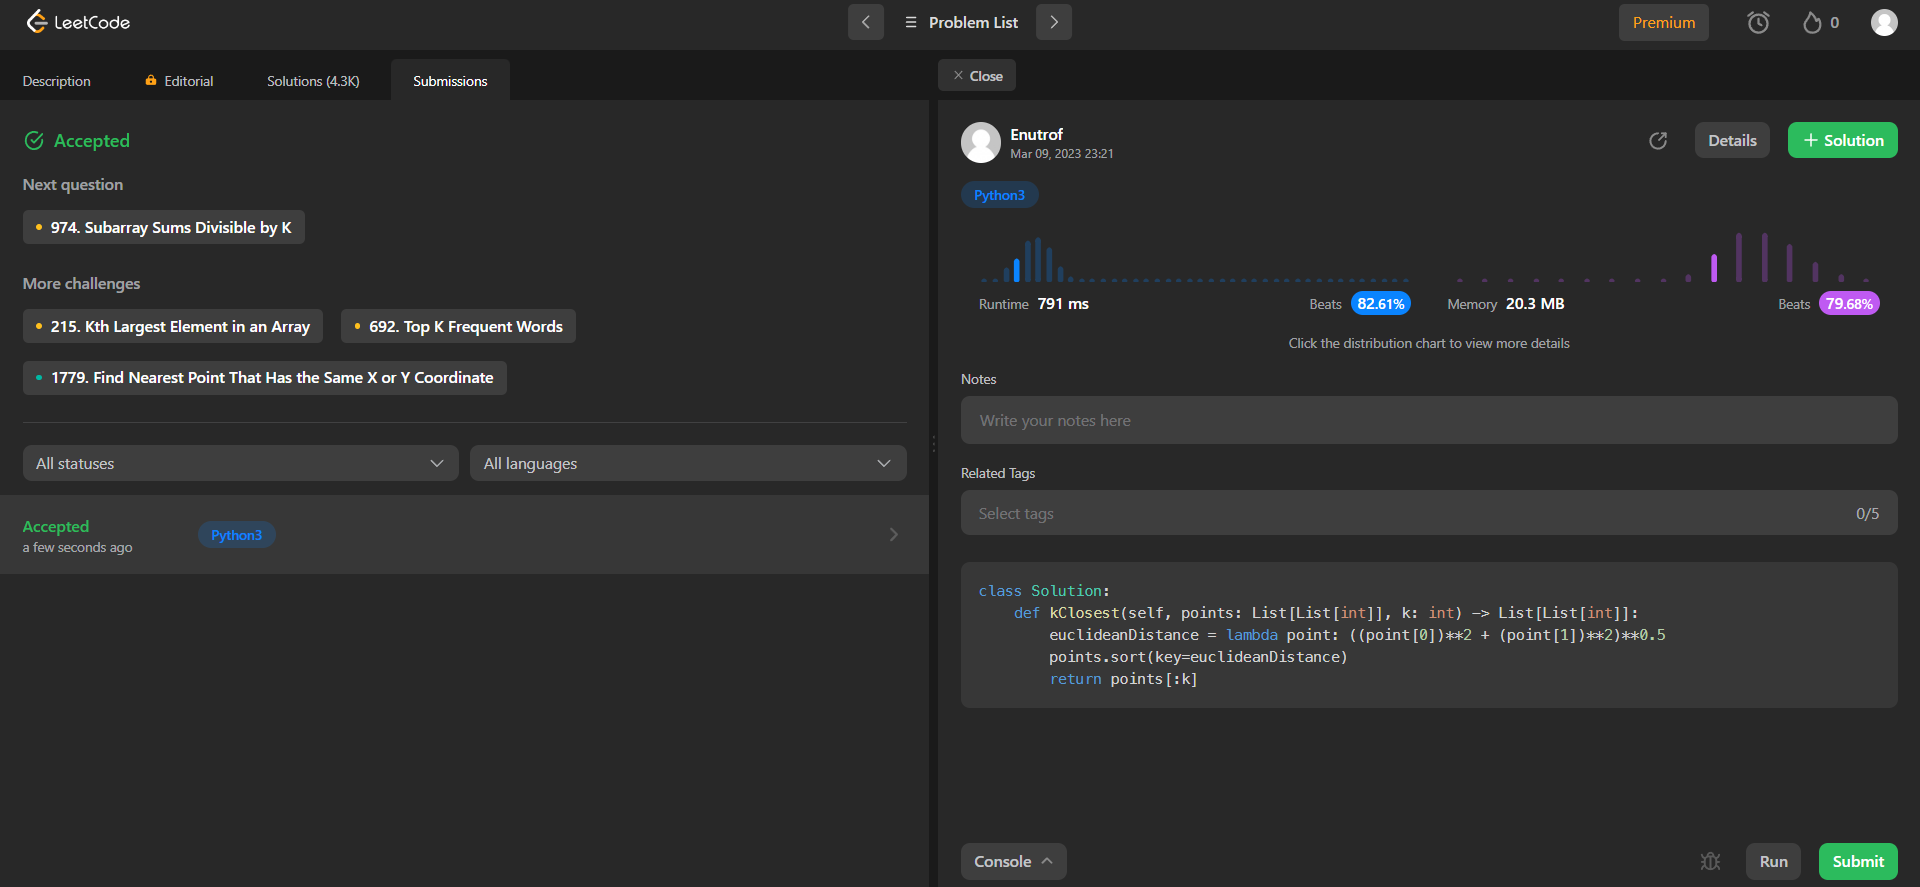 LeetCode
Problem List
Premium
0
Description
Editorial
Solutions (4.3K)
Submissions
Accepted
Next question
974. Subarray Sums Divisible by K
More challenges
215. Kth Largest Element in an Array
692. Top K Frequent Words
1779. Find Nearest Point That Has the Same X or Y Coordinate
All statuses
All languages
Accepted
a few seconds ago
Python3
Close
Enutrof
Mar 09, 2023 23:21
Details
+ Solution
Python3
Runtime 791 ms
Beats 82.61%
Memory 20.3 MB
Beats 79.68%
Click the distribution chart to view more details
Notes
Write your notes here
Related Tags
Select tags
0/5
class Solution:
    def kClosest(self, points: List[List[int]], k: int) -> List[List[int]]:
        euclideanDistance = lambda point: ((point[0])**2 + (point[1])**2)**0.5
        points.sort(key=euclideanDistance)
        return points[:k]
Console
Run
Submit